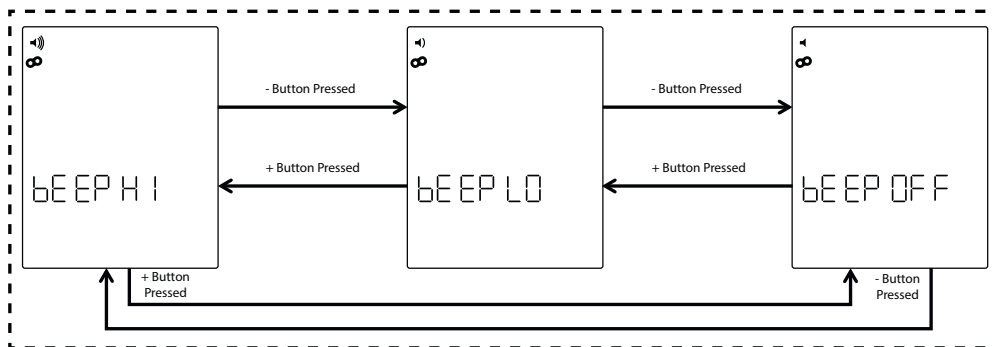 - Button Pressed
- Button Pressed
+ Button Pressed
+ Button Pressed
bEEP HI
bEEP LO
bEEP OFF
+ Button
Pressed
- Button
Pressed